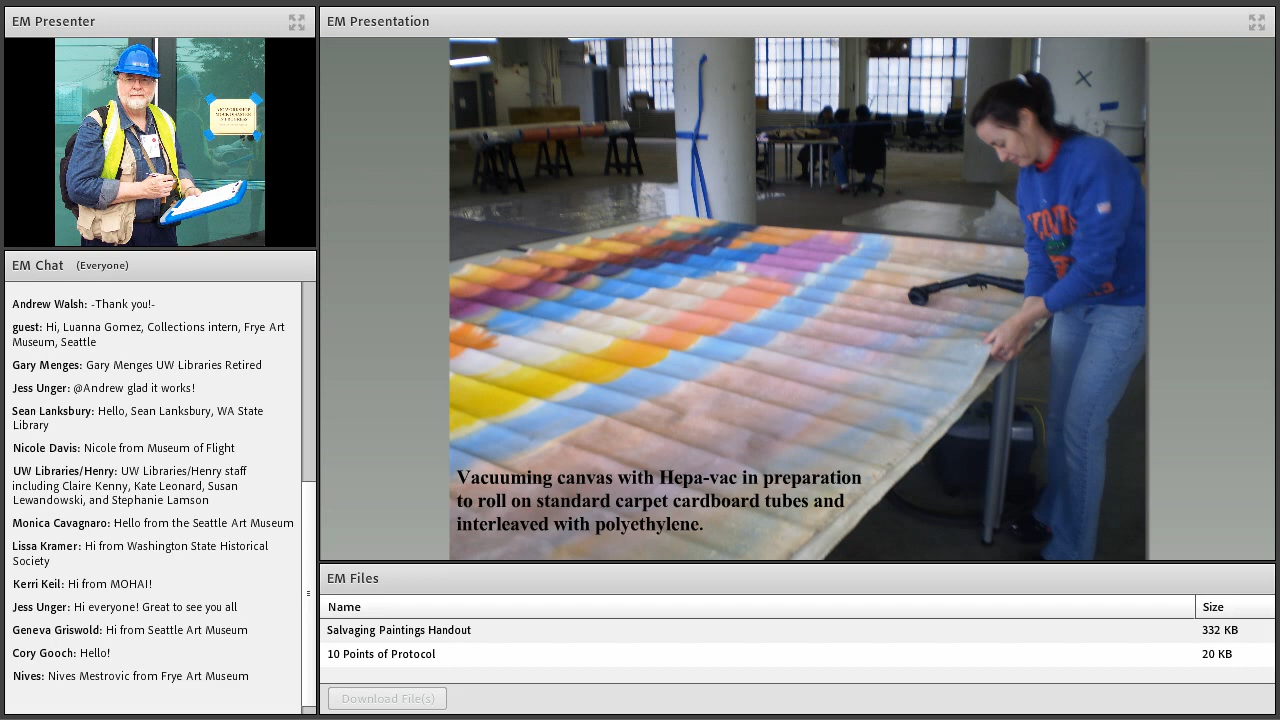 EM Presenter
EM Chat (Everyone)
Andrew Walsh: -Thank you!-
guest: Hi, Luanna Gomez, Collections intern, Frye Art
Museum, Seattle
Gary Menges: Gary Menges UW Libraries Retired
Jess Unger: @Andrew glad it works!
Sean Lanksbury: Hello, Sean Lanksbury, WA State
Library
Nicole Davis: Nicole from Museum of Flight
UW Libraries/Henry: UW Libraries/Henry staff
including Claire Kenny, Kate Leonard, Susan
Lewandowski, and Stephanie Lamson
Monica Cavagnaro: Hello from the Seattle Art Museum
Lissa Kramer: Hi from Washington State Historical
Society
Kerri Keil: Hi from MOHAI!
Jess Unger: Hi everyone! Great to see you all
Geneva Griswold: Hi from Seattle Art Museum
Cory Gooch: Hello!
Nives: Nives Mestrovic from Frye Art Museum
EM Presentation
Vacuuming canvas with Hepa-vac in preparation
to roll on standard carpet cardboard tubes and
interleaved with polyethylene.
EM Files
Name Size
Salvaging Paintings Handout 332 KB
10 Points of Protocol 20 KB
Download File(s)